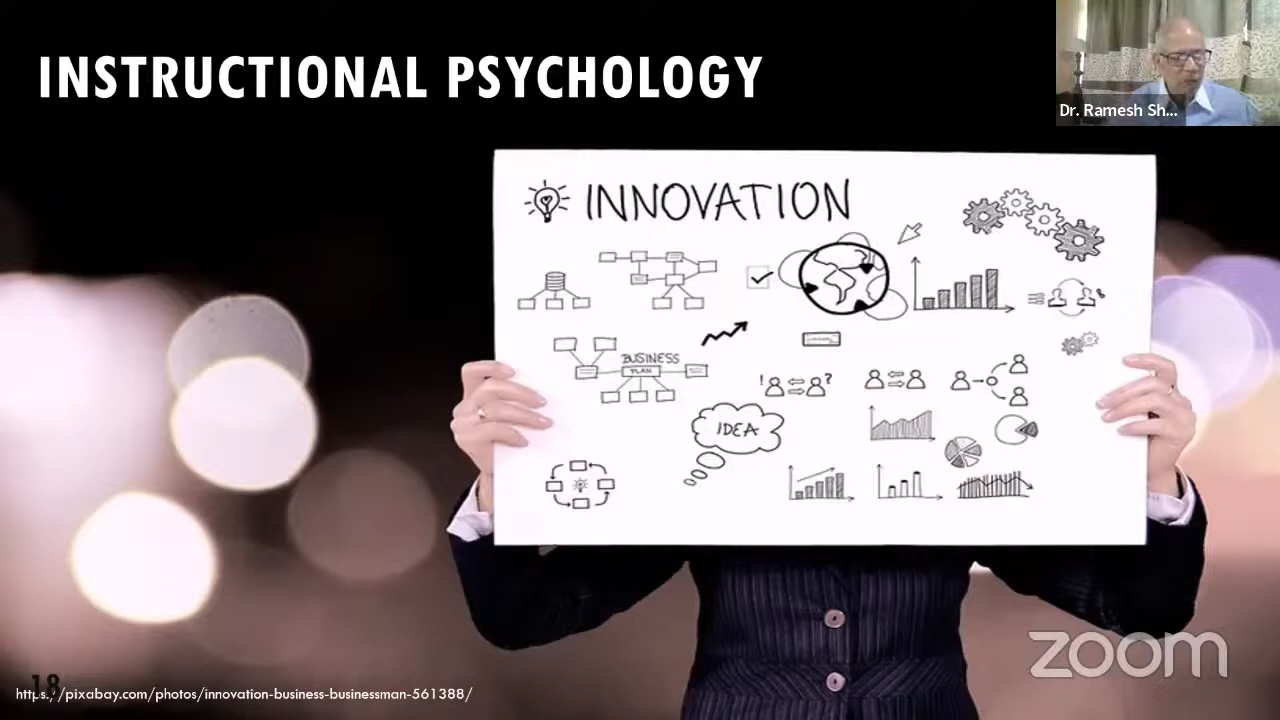 INSTRUCTIONAL PSYCHOLOGY
Dr. Ramesh Sh...
INNOVATION
BUSINESS
PLAN
! ?
IDEA
zoom
18
https://pixabay.com/photos/innovation-business-businessman-561388/